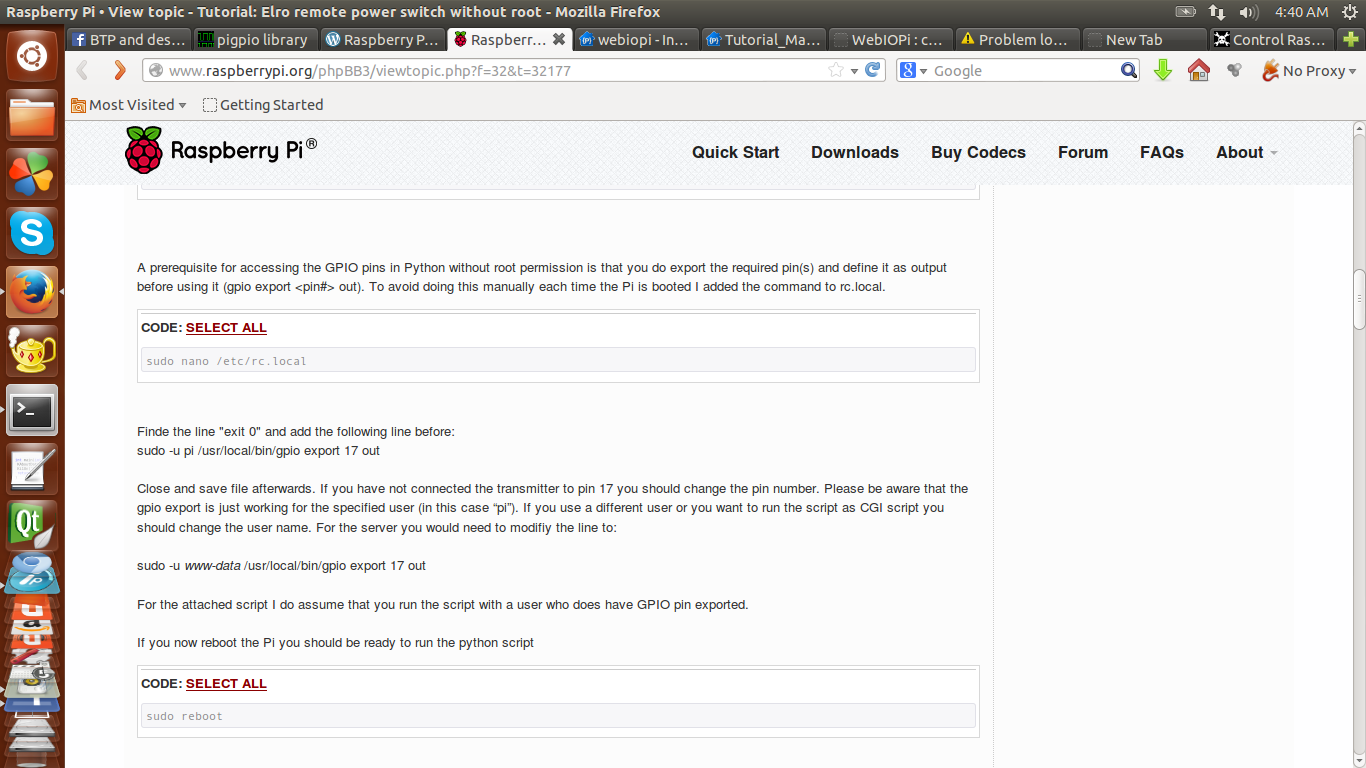 Raspberry Pi • View topic - Tutorial: Elro remote power switch without root - Mozilla Firefox
4:40 AM
BTP and des...
pigpio library
Raspberry P...
Raspberr...
webiopi - In...
Tutorial_Ma...
WebIOPi : c...
Problem lo...
New Tab
Control Ras...
www.raspberrypi.org/phpBB3/viewtopic.php?f=32&t=32177
Google
No Proxy
Most Visited
Getting Started
Raspberry Pi®
Quick Start
Downloads
Buy Codecs
Forum
FAQs
About
A prerequisite for accessing the GPIO pins in Python without root permission is that you do export the required pin(s) and define it as output
before using it (gpio export <pin#> out). To avoid doing this manually each time the Pi is booted I added the command to rc.local.
CODE: SELECT ALL
sudo nano /etc/rc.local
Finde the line "exit 0" and add the following line before:
sudo -u pi /usr/local/bin/gpio export 17 out
Close and save file afterwards. If you have not connected the transmitter to pin 17 you should change the pin number. Please be aware that the
gpio export is just working for the specified user (in this case “pi”). If you use a different user or you want to run the script as CGI script you
should change the user name. For the server you would need to modifiy the line to:
sudo -u www-data /usr/local/bin/gpio export 17 out
For the attached script I do assume that you run the script with a user who does have GPIO pin exported.
If you now reboot the Pi you should be ready to run the python script
CODE: SELECT ALL
sudo reboot
Qt